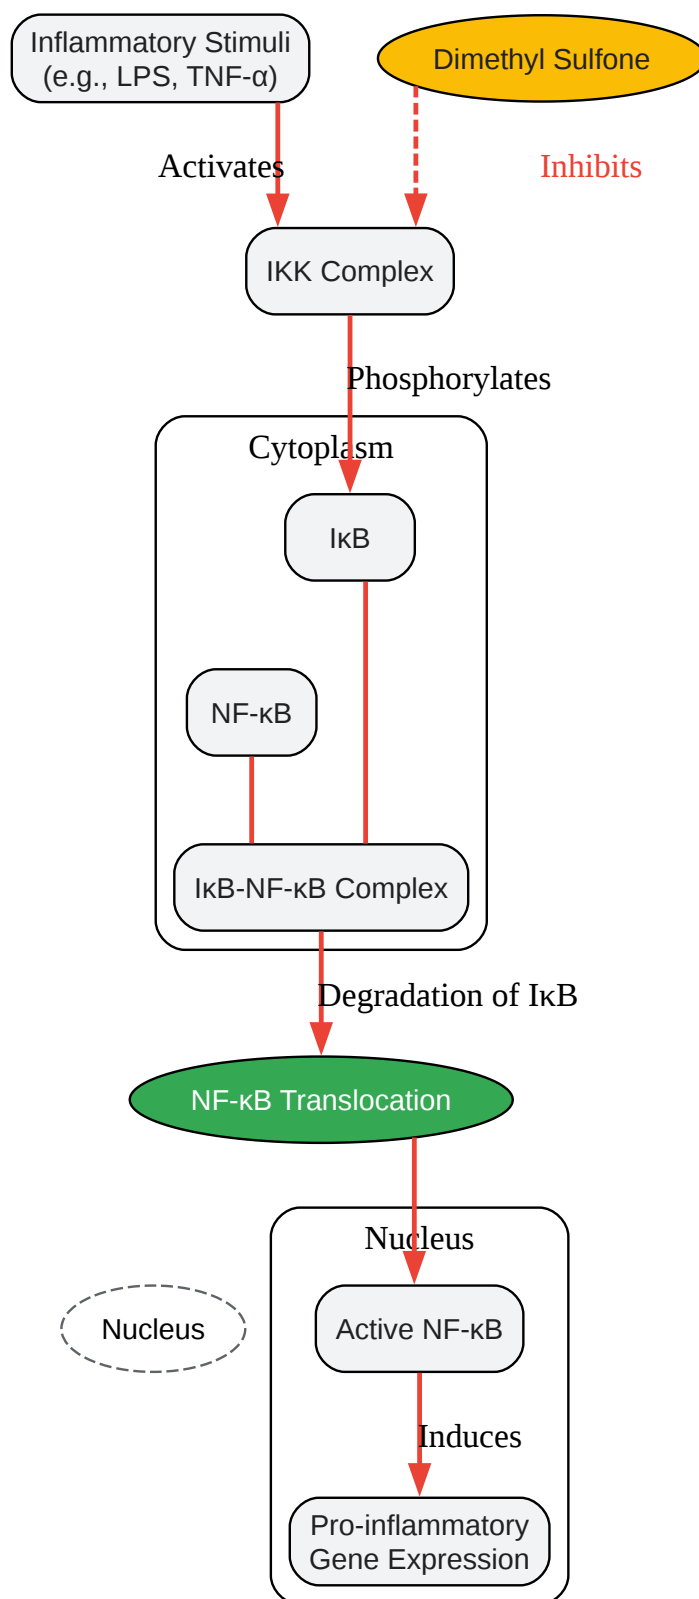 Inflammatory Stimuli
(e.g., LPS, TNF-α)
Dimethyl Sulfone
Activates
Inhibits
IKK Complex
Phosphorylates
Cytoplasm
IκB
NF-κB
IκB-NF-κB Complex
Degradation of IκB
NF-κB Translocation
Nucleus
Nucleus
Active NF-κB
Induces
Pro-inflammatory
Gene Expression